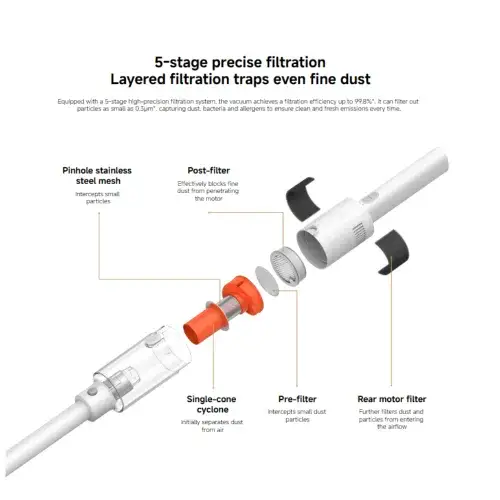 5-stage precise filtration
Layered filtration traps even fine dust
Equipped with a 5-stage high-precision filtration system, the vacuum achieves a filtration efficiency up to 99.8%*. It can filter out
particles as small as 0.3μm*, capturing dust, bacteria and allergens to ensure clean and fresh emissions every time.
Pinhole stainless
steel mesh
Intercepts small
particles
Post-filter
Effectively blocks fine
dust from penetrating
the motor
Single-cone
cyclone
Initially separates dust
from air
Pre-filter
Intercepts small dust
particles
Rear motor filter
Further filters dust and
particles from entering
the airflow